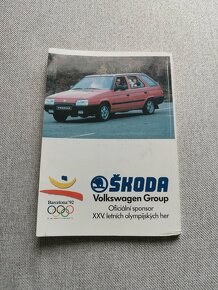 Barcelona'92
ŠKODA
Volkswagen Group
Oficiální sponsor
XXV. letních olympijských her